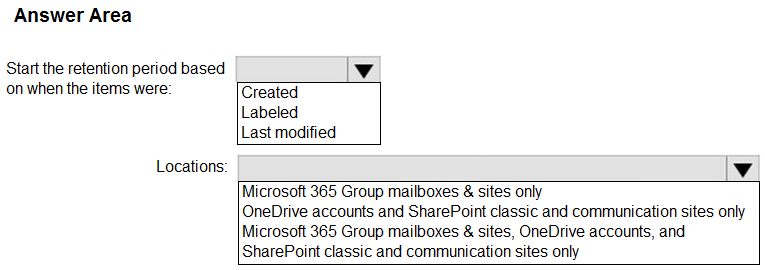 Answer Area
Start the retention period based
on when the items were:
Created
Labeled
Last modified
Locations:
Microsoft 365 Group mailboxes & sites only
OneDrive accounts and SharePoint classic and communication sites only
Microsoft 365 Group mailboxes & sites, OneDrive accounts, and
SharePoint classic and communication sites only